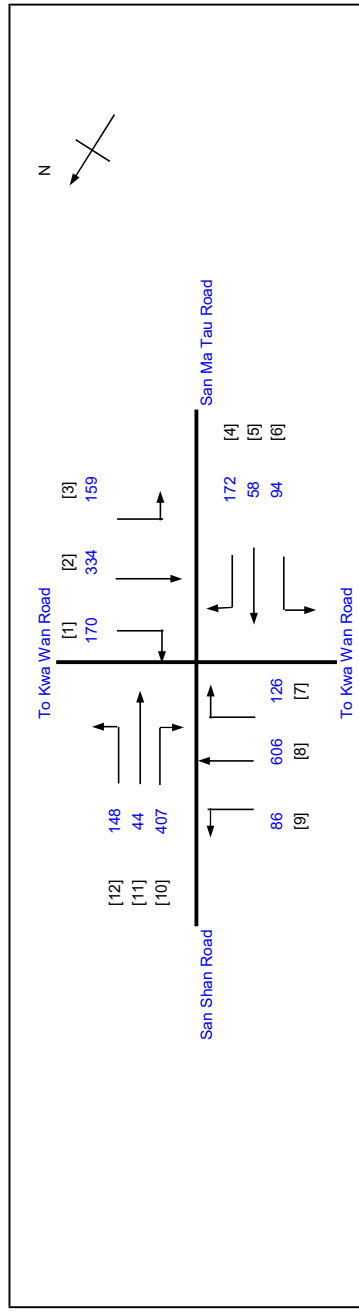 N
To Kwa Wan Road
[1] [2] [3]
170 334 159
San Ma Tau Road
172 [4]
58 [5]
94 [6]
[12] 148
[11] 44
[10] 407
San Shan Road
86 606 126
[9] [8] [7]
To Kwa Wan Road